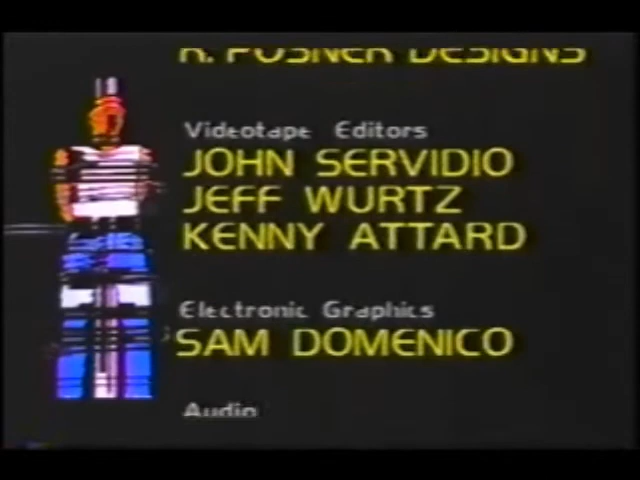 R. POSNER DESIGNS
Videotape Editors
JOHN SERVIDIO
JEFF WURTZ
KENNY ATTARD
Electronic Graphics
SAM DOMENICO
Audio